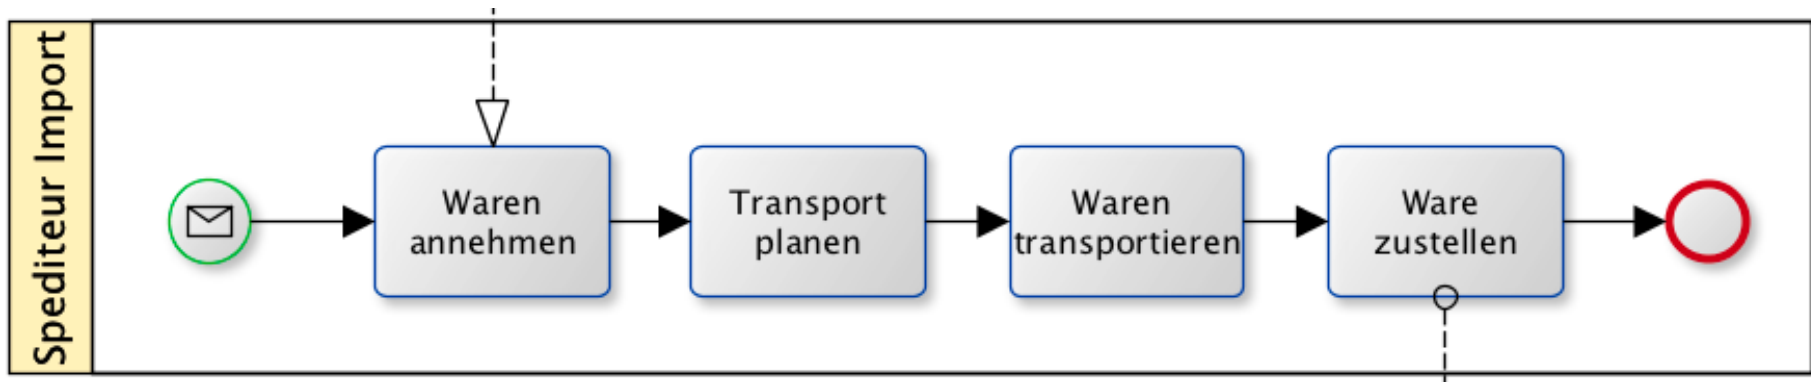 Spediteur Import
Waren
annehmen
Transport
planen
Waren
transportieren
Ware
zustellen